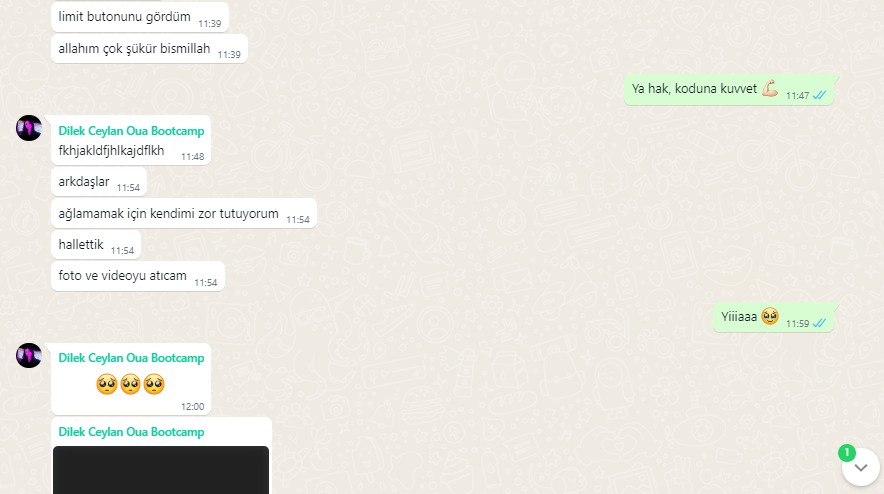 limit butonunu gördüm 11:39
allahım çok şükür bismillah 11:39
Ya hak, koduna kuvvet 💪🏻 11:47
Dilek Ceylan Oua Bootcamp
fkhjakldfjhlkajdflkh 11:48
arkdaşlar 11:54
ağlamamak için kendimi zor tutuyorum 11:54
hallettik 11:54
foto ve videoyu atıcam 11:54
Yiiiaaa 🥹 11:59
Dilek Ceylan Oua Bootcamp
🥺🥺🥺
12:00
Dilek Ceylan Oua Bootcamp
1